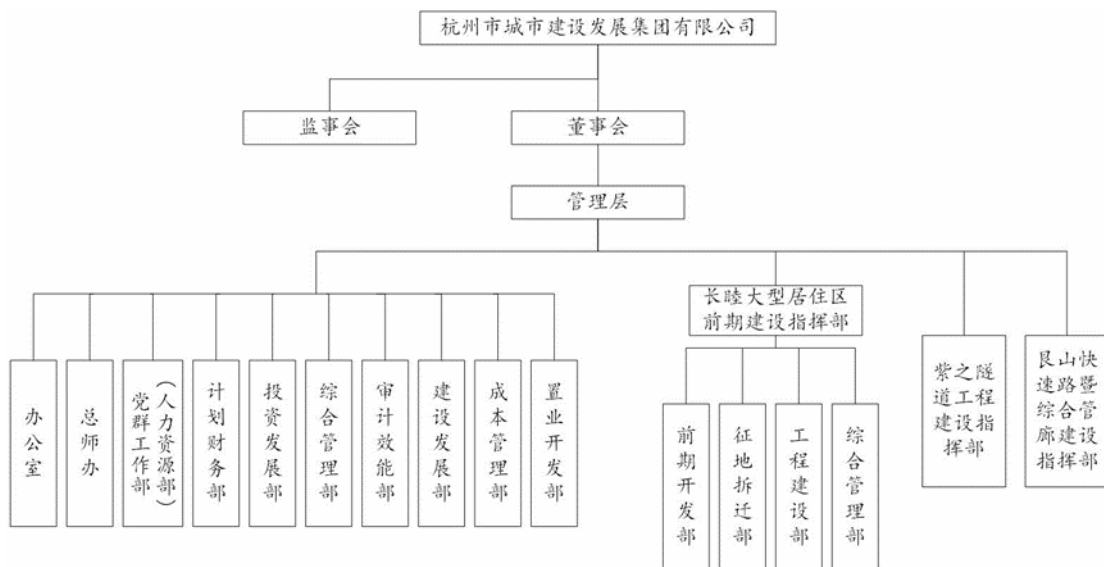 杭州市城市建设发展集团有限公司
监事会
董事会
管理层
办公室
总师办
党群工作部
（人力资源部）
计划财务部
投资发展部
综合管理部
审计效能部
建设发展部
成本管理部
置业开发部
长睦大型居住区
前期建设指挥部
前期开发部
征地拆迁部
工程建设部
综合管理部
紫之隧
道工程
建设指
挥部
艮山快
速路暨
综合管
廊建设
指挥部